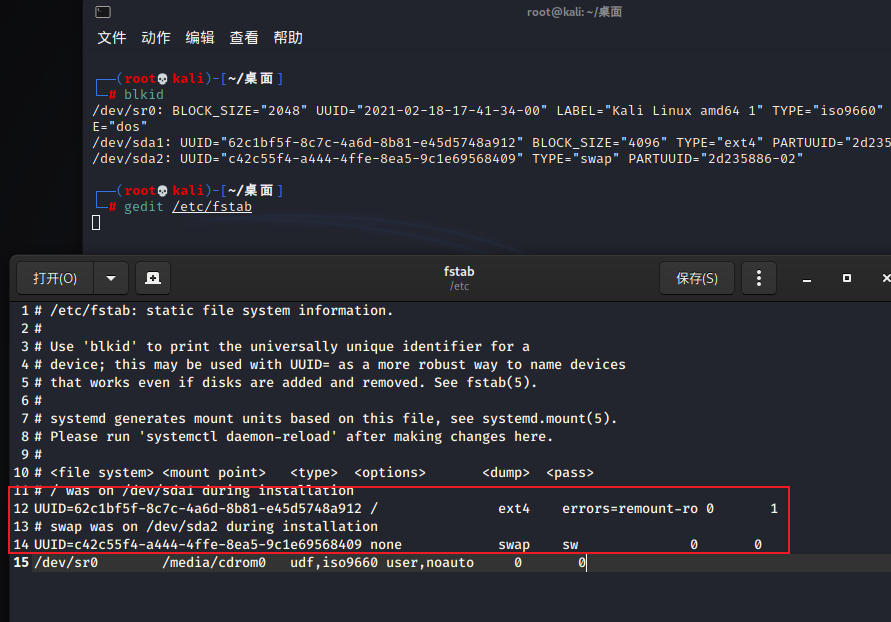 root@kali: ~/桌面
文件 动作 编辑 查看 帮助
┌──(root💀kali)-[~/桌面]
└─# blkid
/dev/sr0: BLOCK_SIZE="2048" UUID="2021-02-18-17-41-34-00" LABEL="Kali Linux amd64 1" TYPE="iso9660"
E="dos"
/dev/sda1: UUID="62c1bf5f-8c7c-4a6d-8b81-e45d5748a912" BLOCK_SIZE="4096" TYPE="ext4" PARTUUID="2d235
/dev/sda2: UUID="c42c55f4-a444-4ffe-8ea5-9c1e69568409" TYPE="swap" PARTUUID="2d235886-02"
┌──(root💀kali)-[~/桌面]
└─# gedit /etc/fstab
打开(O) fstab 保存(S)
/etc
1 # /etc/fstab: static file system information.
2 #
3 # Use 'blkid' to print the universally unique identifier for a
4 # device; this may be used with UUID= as a more robust way to name devices
5 # that works even if disks are added and removed. See fstab(5).
6 #
7 # systemd generates mount units based on this file, see systemd.mount(5).
8 # Please run 'systemctl daemon-reload' after making changes here.
9 #
10 # <file system> <mount point>   <type>  <options>       <dump>  <pass>
11 # / was on /dev/sda1 during installation
12 UUID=62c1bf5f-8c7c-4a6d-8b81-e45d5748a912 /               ext4    errors=remount-ro 0       1
13 # swap was on /dev/sda2 during installation
14 UUID=c42c55f4-a444-4ffe-8ea5-9c1e69568409 none            swap    sw              0       0
15 /dev/sr0        /media/cdrom0   udf,iso9660 user,noauto     0       0